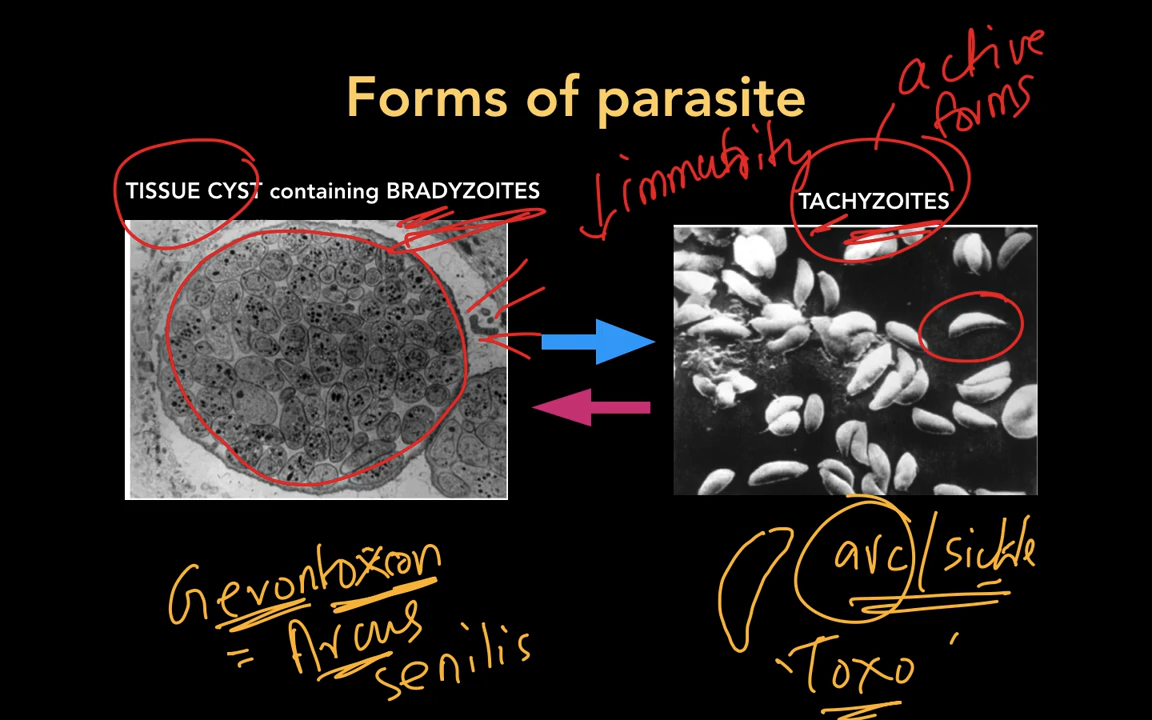 Forms of parasite
active
forms
↓ immunity
TISSUE CYST containing BRADYZOITES
TACHYZOITES
Gerontoxon
= Arcus
senilis
arc/sickle
Toxo